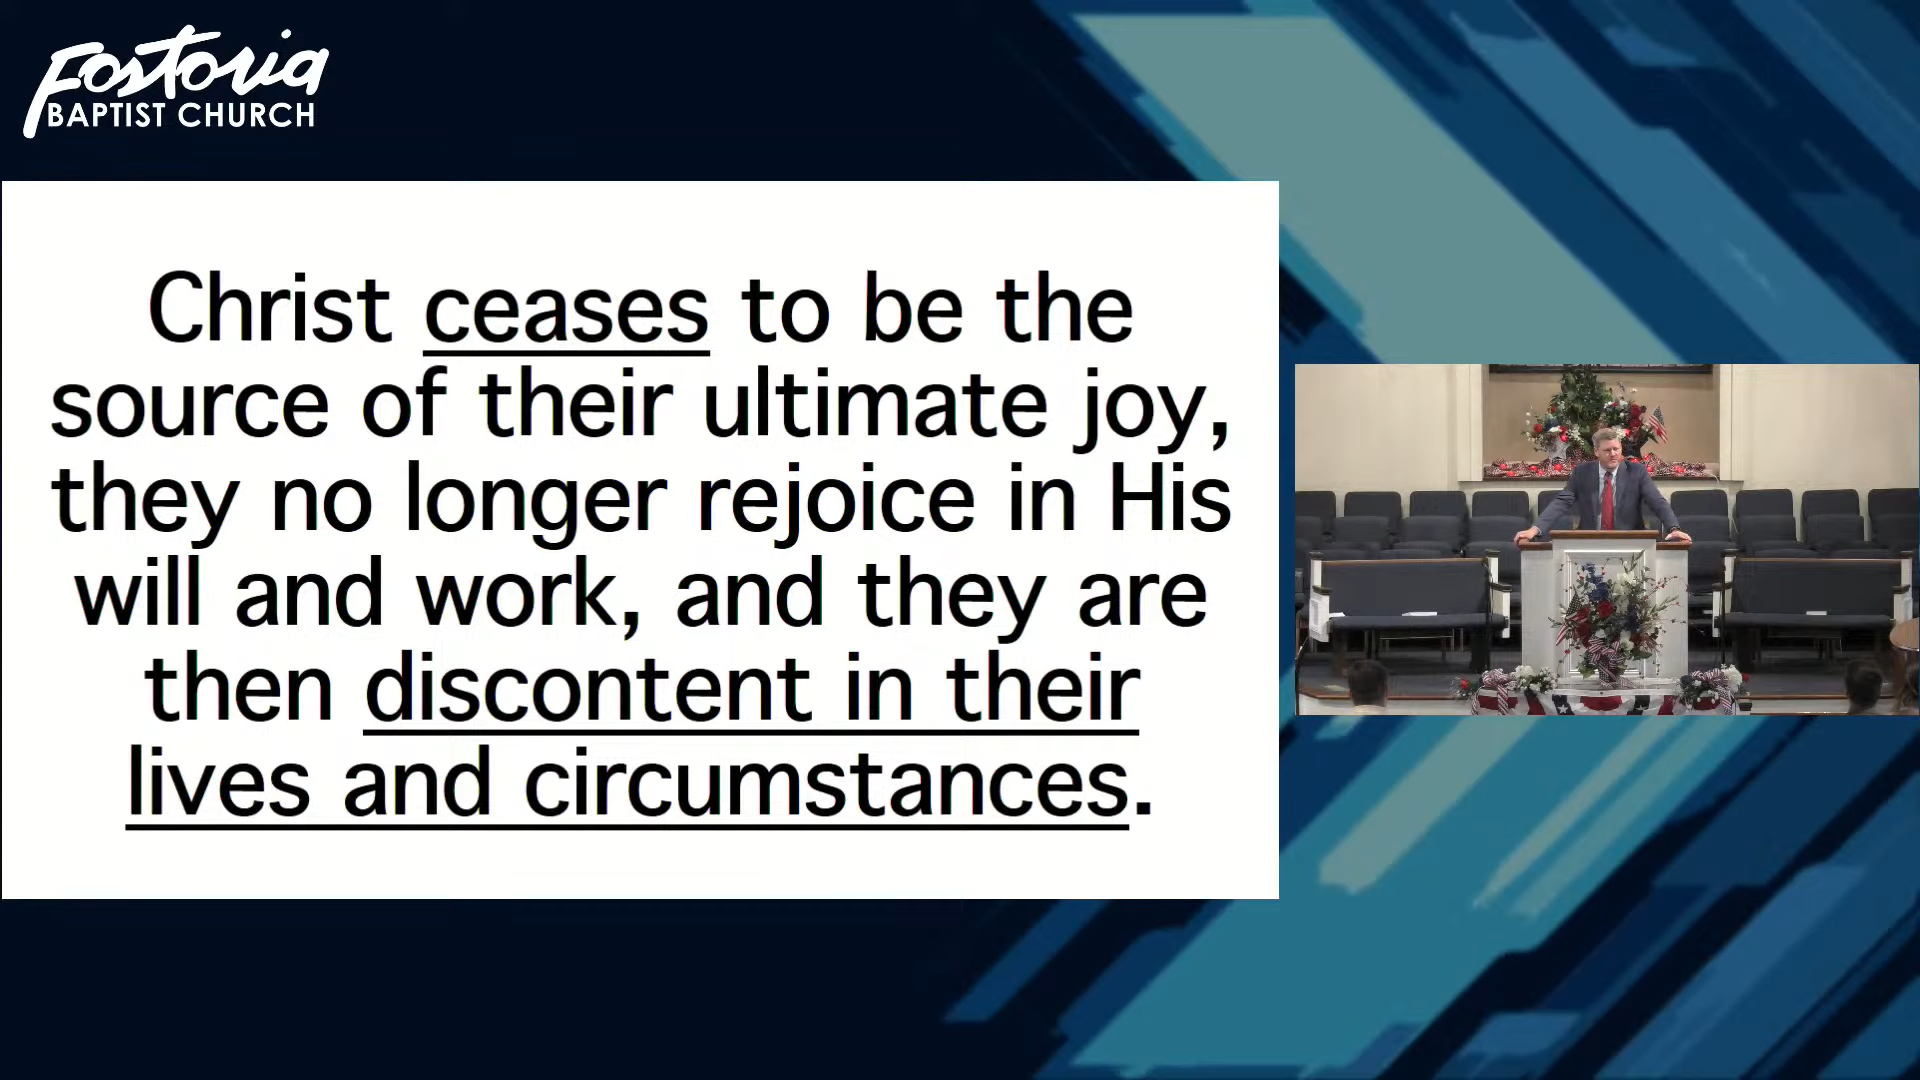 Fostoria
BAPTIST CHURCH
Christ ceases to be the
source of their ultimate joy,
they no longer rejoice in His
will and work, and they are
then discontent in their
lives and circumstances.